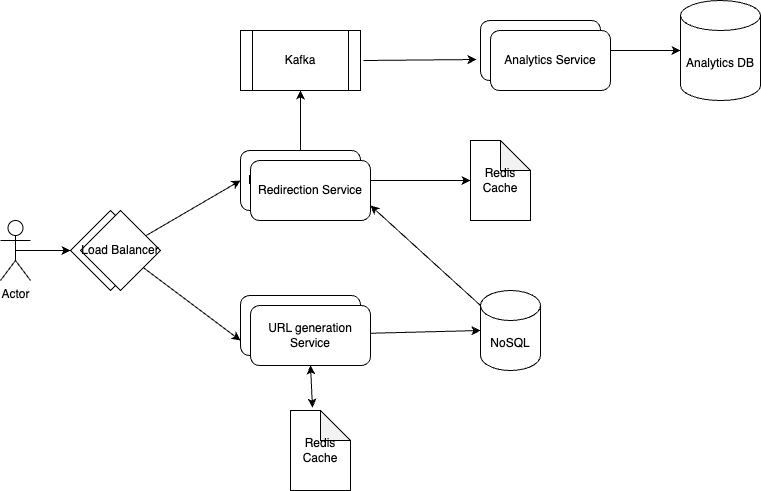 Kafka
Analytics Service
Analytics DB
Redirection Service
Redis
Cache
Load Balancer
Actor
URL generation
Service
NoSQL
Redis
Cache